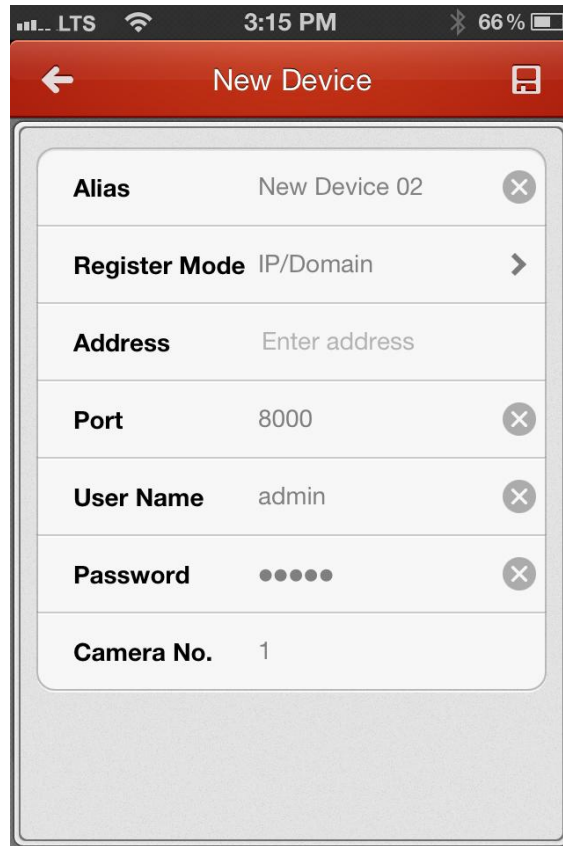 LTS 3:15 PM 66%
New Device
Alias New Device 02
Register Mode IP/Domain
Address Enter address
Port 8000
User Name admin
Password •••••
Camera No. 1